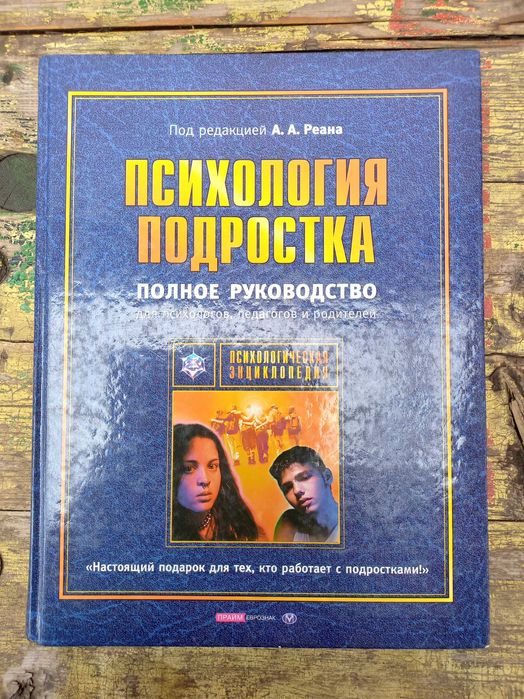 Под редакцией А. А. Реана
ПСИХОЛОГИЯ
ПОДРОСТКА
ПОЛНОЕ РУКОВОДСТВО
для психологов, педагогов и родителей
ПСИХОЛОГИЧЕСКАЯ
ЭНЦИКЛОПЕДИЯ
«Настоящий подарок для тех, кто работает с подростками!»
ПРАЙМ ЕВРОЗНАК